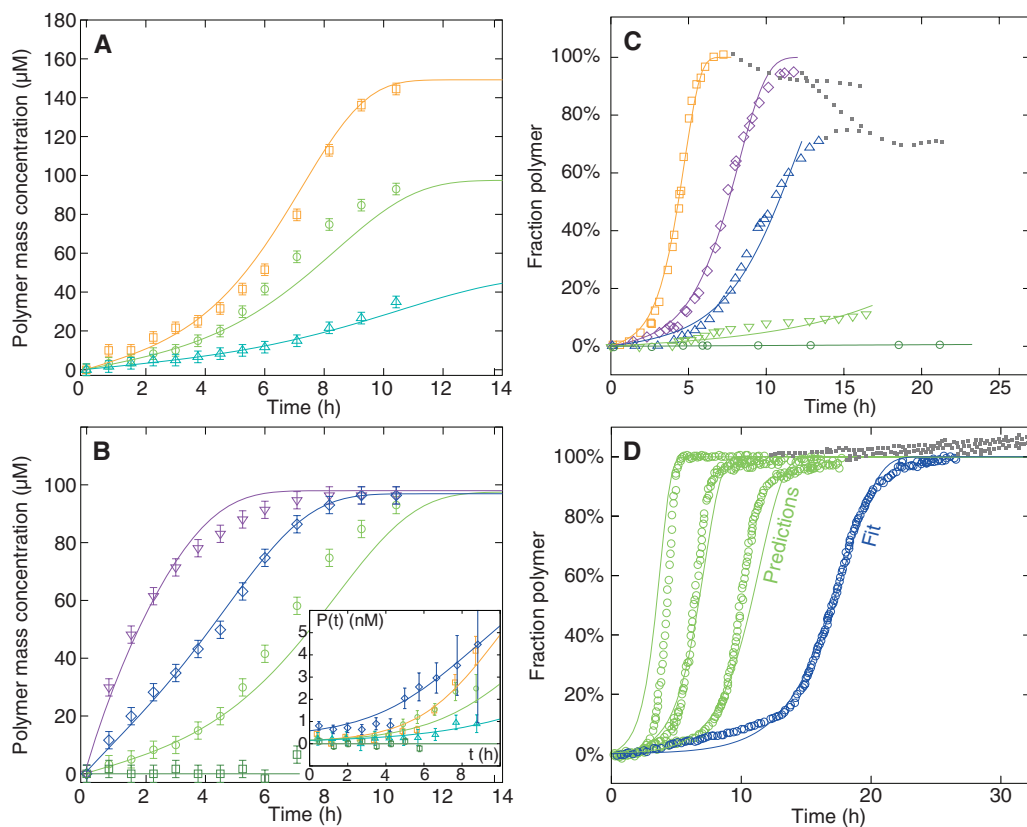 A
Polymer mass concentration (µM)
160
140
120
100
80
60
40
20
0
0 2 4 6 8 10 12 14
Time (h)
B
Polymer mass concentration (µM)
100
80
60
40
20
0
0 2 4 6 8 10 12 14
Time (h)
P(t) (nM)
5
4
3
2
1
0
0 2 4 6 8
t (h)
C
Fraction polymer
100%
80%
60%
40%
20%
0%
0 5 10 15 20 25
Time (h)
D
Fraction polymer
100%
80%
60%
40%
20%
0%
0 10 20 30
Time (h)
Predictions
Fit